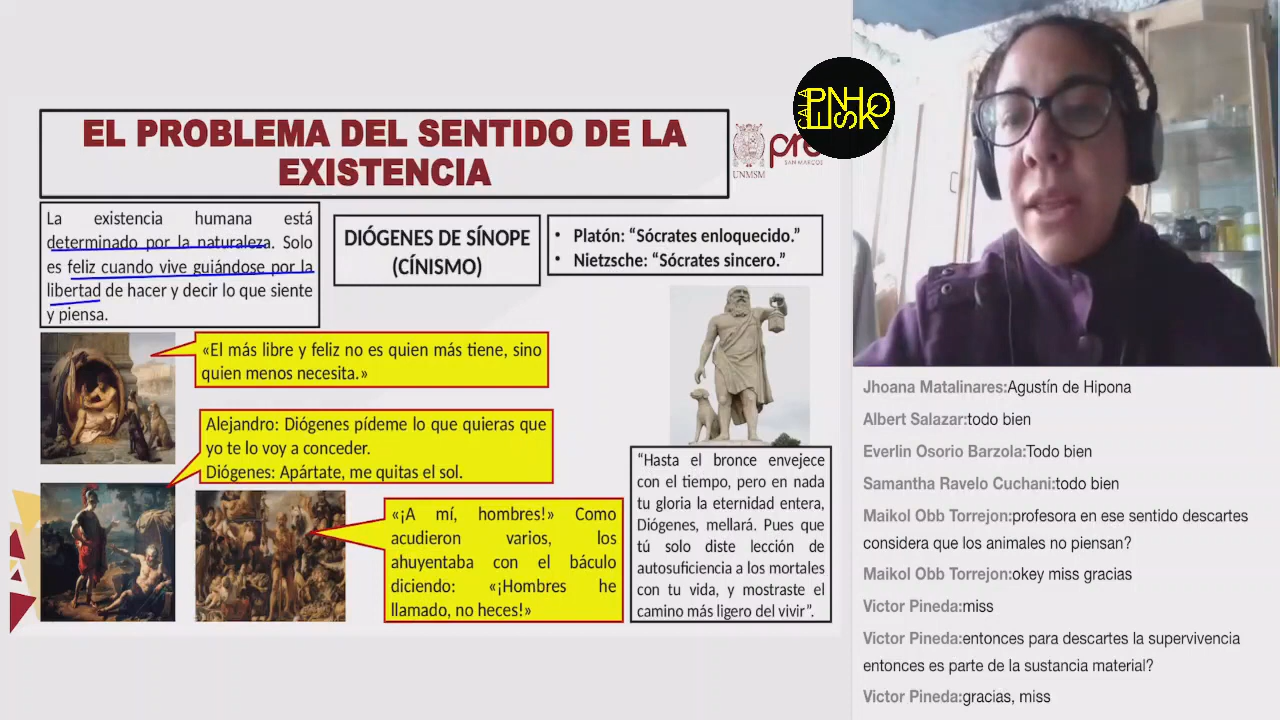 EL PROBLEMA DEL SENTIDO DE LA
EXISTENCIA
UNMSM
SAN MARCOS
CALA
PNHO
ESK
La existencia humana está
determinado por la naturaleza. Solo
es feliz cuando vive guiándose por la
libertad de hacer y decir lo que siente
y piensa.
DIÓGENES DE SÍNOPE
(CÍNISMO)
• Platón: “Sócrates enloquecido.”
• Nietzsche: “Sócrates sincero.”
«El más libre y feliz no es quien más tiene, sino
quien menos necesita.»
Alejandro: Diógenes pídeme lo que quieras que
yo te lo voy a conceder.
Diógenes: Apártate, me quitas el sol.
«¡A mí, hombres!» Como
acudieron varios, los
ahuyentaba con el báculo
diciendo: «¡Hombres he
llamado, no heces!»
“Hasta el bronce envejece
con el tiempo, pero en nada
tu gloria la eternidad entera,
Diógenes, mellará. Pues que
tú solo diste lección de
autosuficiencia a los mortales
con tu vida, y mostraste el
camino más ligero del vivir”.
Jhoana Matalinares:Agustín de Hipona
Albert Salazar:todo bien
Everlin Osorio Barzola:Todo bien
Samantha Ravelo Cuchani:todo bien
Maikol Obb Torrejon:profesora en ese sentido descartes
considera que los animales no piensan?
Maikol Obb Torrejon:okey miss gracias
Victor Pineda:miss
Victor Pineda:entonces para descartes la supervivencia
entonces es parte de la sustancia material?
Victor Pineda:gracias, miss